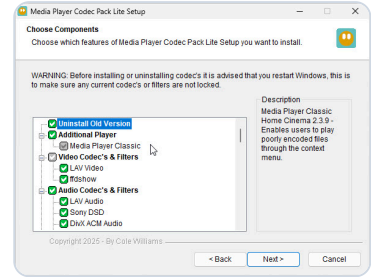 Media Player Codec Pack Lite Setup
Choose Components
Choose which features of Media Player Codec Pack Lite Setup you want to install.
WARNING: Before installing or uninstalling codec's it is advised that you restart Windows, this is
to make sure any current codec's or filters are not locked.
Uninstall Old Version
Additional Player
Media Player Classic
Video Codec's & Filters
LAV Video
ffdshow
Audio Codec's & Filters
LAV Audio
Sony DSD
DivX ACM Audio
Description
Media Player Classic
Home Cinema 2.3.9 -
Enables users to play
poorly encoded files
through the context
menu.
Copyright 2025 - By Cole Williams
< Back
Next >
Cancel